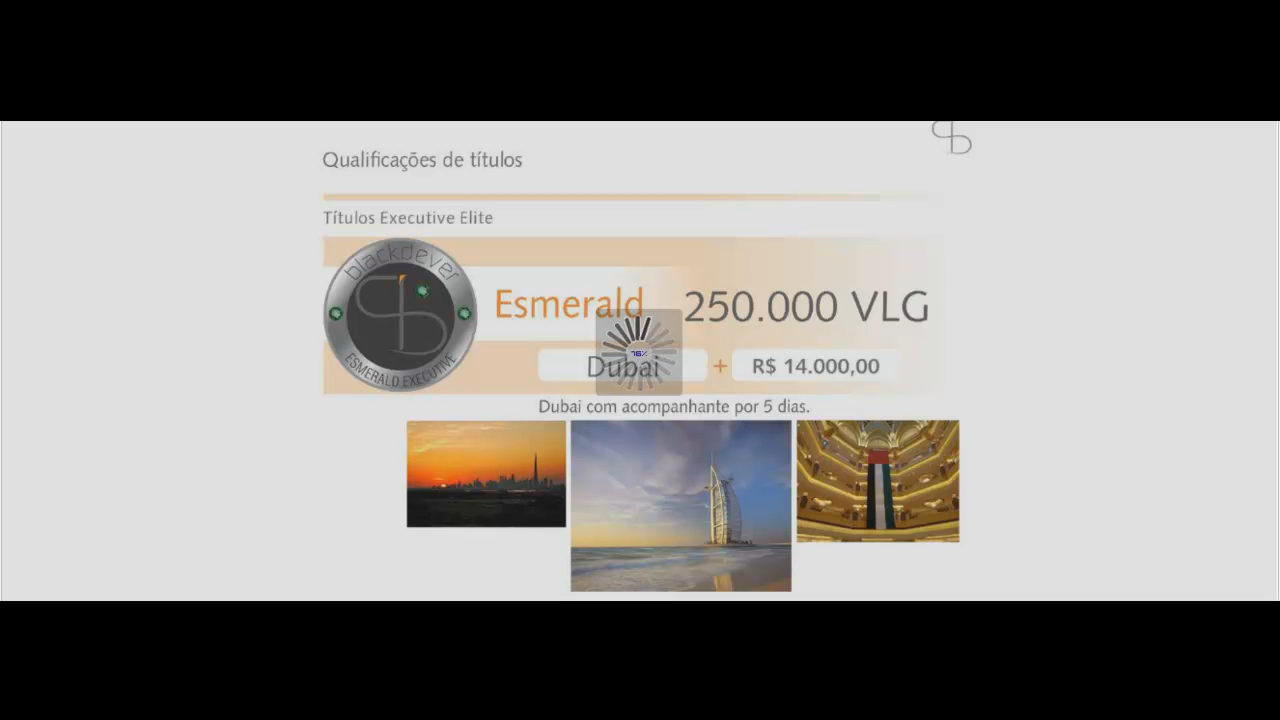 Qualificações de títulos
Títulos Executive Elite
blackdever
ESMERALD EXECUTIVE
Esmerald
250.000 VLG
76%
Dubai + R$ 14.000,00
Dubai com acompanhante por 5 dias.